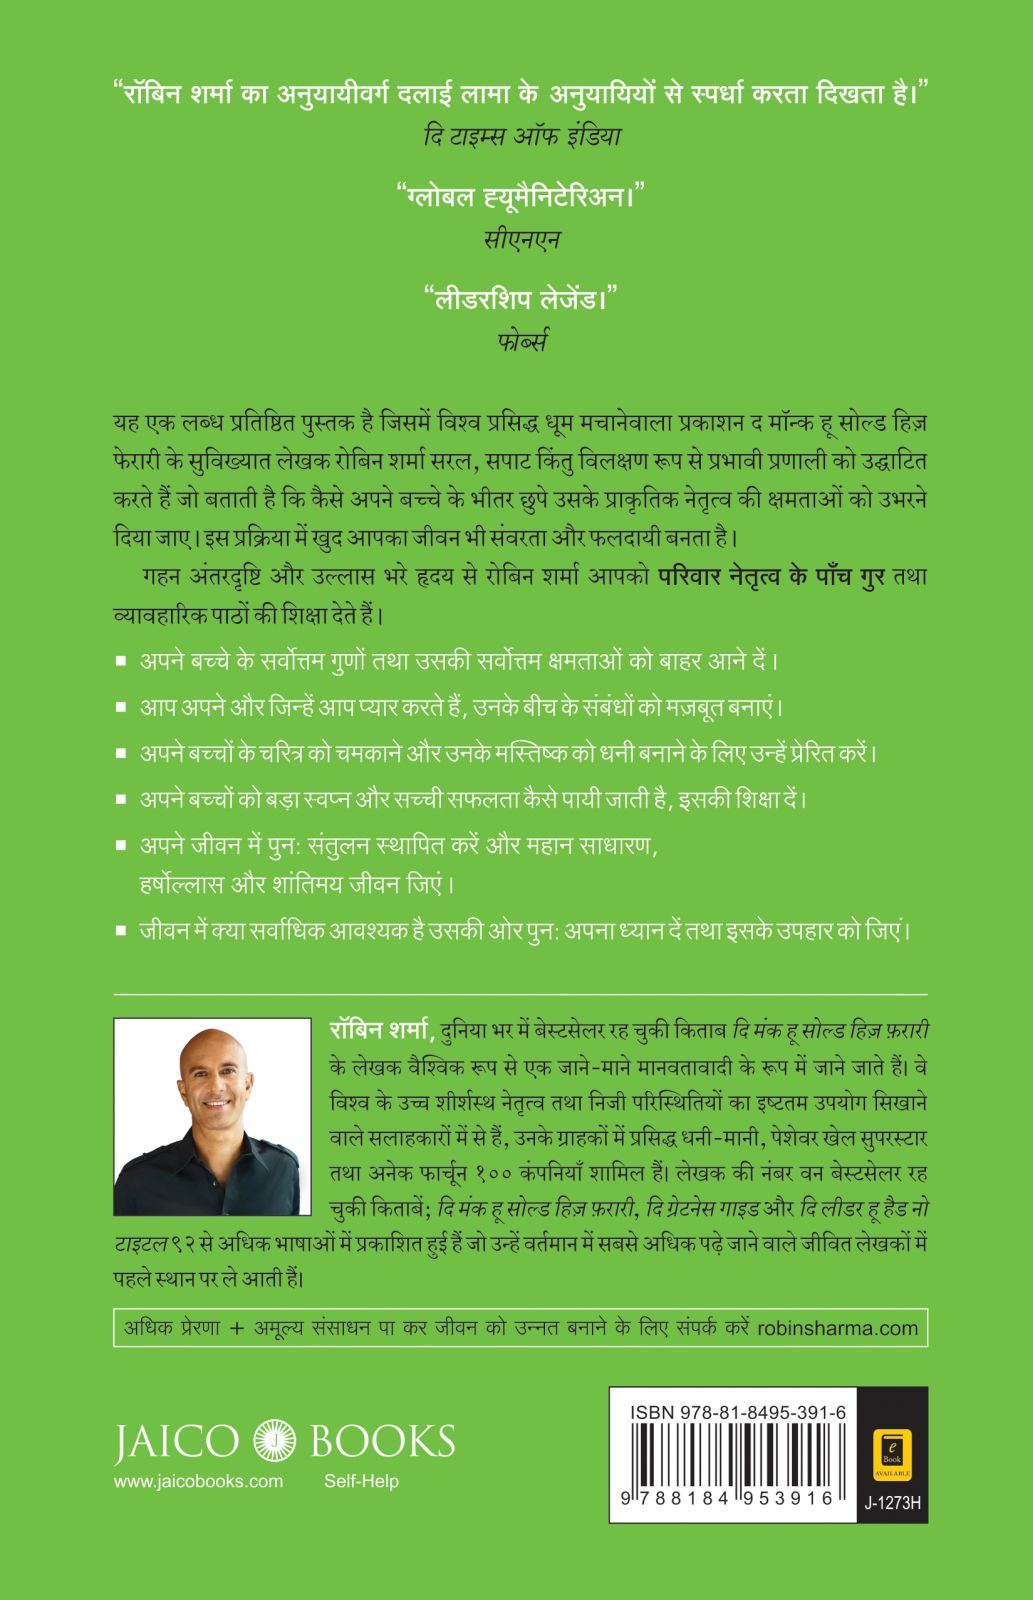 “रॉबिन शर्मा का अनुयायीवर्ग दलाई लामा के अनुयायियों से स्पर्धा करता दिखता है।”
दि टाइम्स ऑफ इंडिया
“ग्लोबल ह्यूमैनिटेरिअन।”
सीएनएन
“लीडरशिप लेजेंड।”
फोर्ब्स
यह एक लब्ध प्रतिष्ठित पुस्तक है जिसमें विश्व प्रसिद्ध धूम मचानेवाला प्रकाशन द मॉन्क हू सोल्ड हिज़
फेरारी के सुविख्यात लेखक रोबिन शर्मा सरल, सपाट किंतु विलक्षण रूप से प्रभावी प्रणाली को उद्घाटित
करते हैं जो बताती है कि कैसे अपने बच्चे के भीतर छुपे उसके प्राकृतिक नेतृत्व की क्षमताओं को उभरने
दिया जाए। इस प्रक्रिया में खुद आपका जीवन भी संवरता और फलदायी बनता है।
गहन अंतरदृष्टि और उल्लास भरे हृदय से रोबिन शर्मा आपको परिवार नेतृत्व के पाँच गुर तथा
व्यावहारिक पाठों की शिक्षा देते हैं।
▪ अपने बच्चे के सर्वोत्तम गुणों तथा उसकी सर्वोत्तम क्षमताओं को बाहर आने दें।
▪ आप अपने और जिन्हें आप प्यार करते हैं, उनके बीच के संबंधों को मज़बूत बनाएं।
▪ अपने बच्चों के चरित्र को चमकाने और उनके मस्तिष्क को धनी बनाने के लिए उन्हें प्रेरित करें।
▪ अपने बच्चों को बड़ा स्वप्न और सच्ची सफलता कैसे पायी जाती है, इसकी शिक्षा दें।
▪ अपने जीवन में पुन: संतुलन स्थापित करें और महान साधारण,
हर्षोल्लास और शांतिमय जीवन जिएं।
▪ जीवन में क्या सर्वाधिक आवश्यक है उसकी ओर पुन: अपना ध्यान दें तथा इसके उपहार को जिएं।
रॉबिन शर्मा, दुनिया भर में बेस्टसेलर रह चुकी किताब दि मंक हू सोल्ड हिज़ फ़रारी
के लेखक वैश्विक रूप से एक जाने-माने मानवतावादी के रूप में जाने जाते हैं। वे
विश्व के उच्च शीर्शस्थ नेतृत्व तथा निजी परिस्थितियों का इष्टतम उपयोग सिखाने
वाले सलाहकारों में से हैं, उनके ग्राहकों में प्रसिद्ध धनी-मानी, पेशेवर खेल सुपरस्टार
तथा अनेक फार्चून १०० कंपनियाँ शामिल हैं। लेखक की नंबर वन बेस्टसेलर रह
चुकी किताबें; दि मंक हू सोल्ड हिज़ फ़रारी, दि ग्रेटनेस गाइड और दि लीडर हू हैड नो
टाइटल ९२ से अधिक भाषाओं में प्रकाशित हुई हैं जो उन्हें वर्तमान में सबसे अधिक पढ़े जाने वाले जीवित लेखकों में
पहले स्थान पर ले आती हैं।
अधिक प्रेरणा + अमूल्य संसाधन पा कर जीवन को उन्नत बनाने के लिए संपर्क करें robinsharma.com
JAICO J BOOKS
www.jaicobooks.com Self-Help
ISBN 978-81-8495-391-6
9 788184 953916
e
Book
AVAILABLE
J-1273H